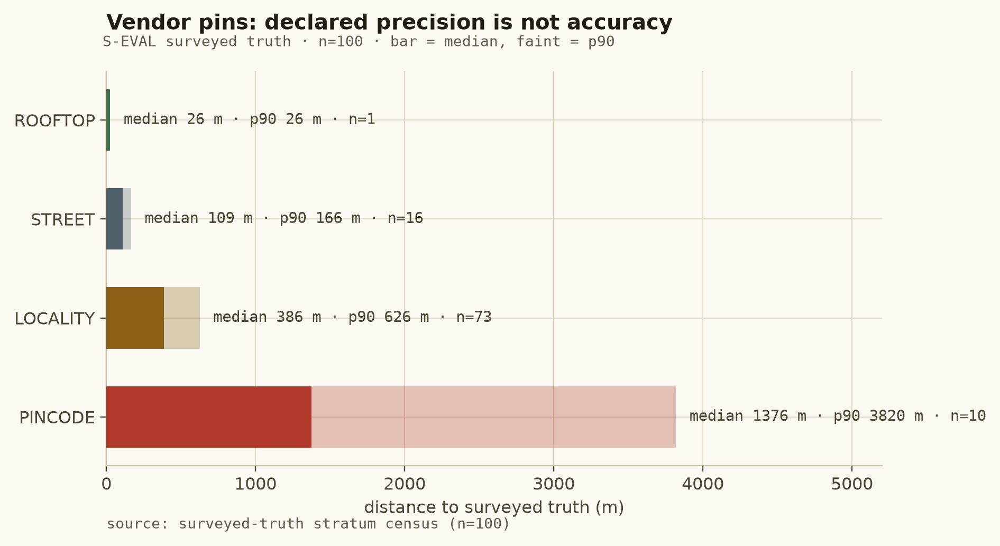 Vendor pins: declared precision is not accuracy
S-EVAL surveyed truth · n=100 · bar = median, faint = p90
ROOFTOP
median 26 m · p90 26 m · n=1
STREET
median 109 m · p90 166 m · n=16
LOCALITY
median 386 m · p90 626 m · n=73
PINCODE
median 1376 m · p90 3820 m · n=10
0 1000 2000 3000 4000 5000
distance to surveyed truth (m)
source: surveyed-truth stratum census (n=100)